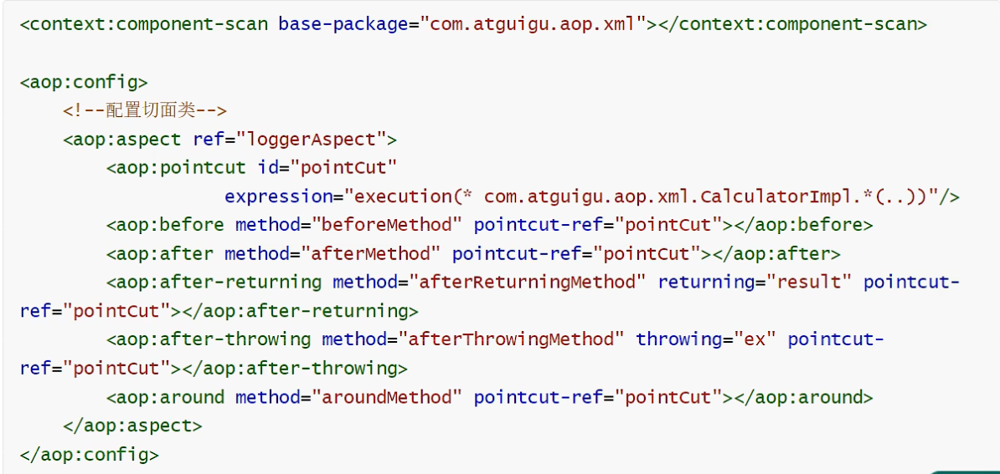 <context:component-scan base-package="com.atguigu.aop.xml"></context:component-scan>
<aop:config>
<!--配置切面类-->
<aop:aspect ref="loggerAspect">
<aop:pointcut id="pointCut"
expression="execution(* com.atguigu.aop.xml.CalculatorImpl.*(..))"/>
<aop:before method="beforeMethod" pointcut-ref="pointCut"></aop:before>
<aop:after method="afterMethod" pointcut-ref="pointCut"></aop:after>
<aop:after-returning method="afterReturningMethod" returning="result" pointcut-
ref="pointCut"></aop:after-returning>
<aop:after-throwing method="afterThrowingMethod" throwing="ex" pointcut-
ref="pointCut"></aop:after-throwing>
<aop:around method="aroundMethod" pointcut-ref="pointCut"></aop:around>
</aop:aspect>
</aop:config>